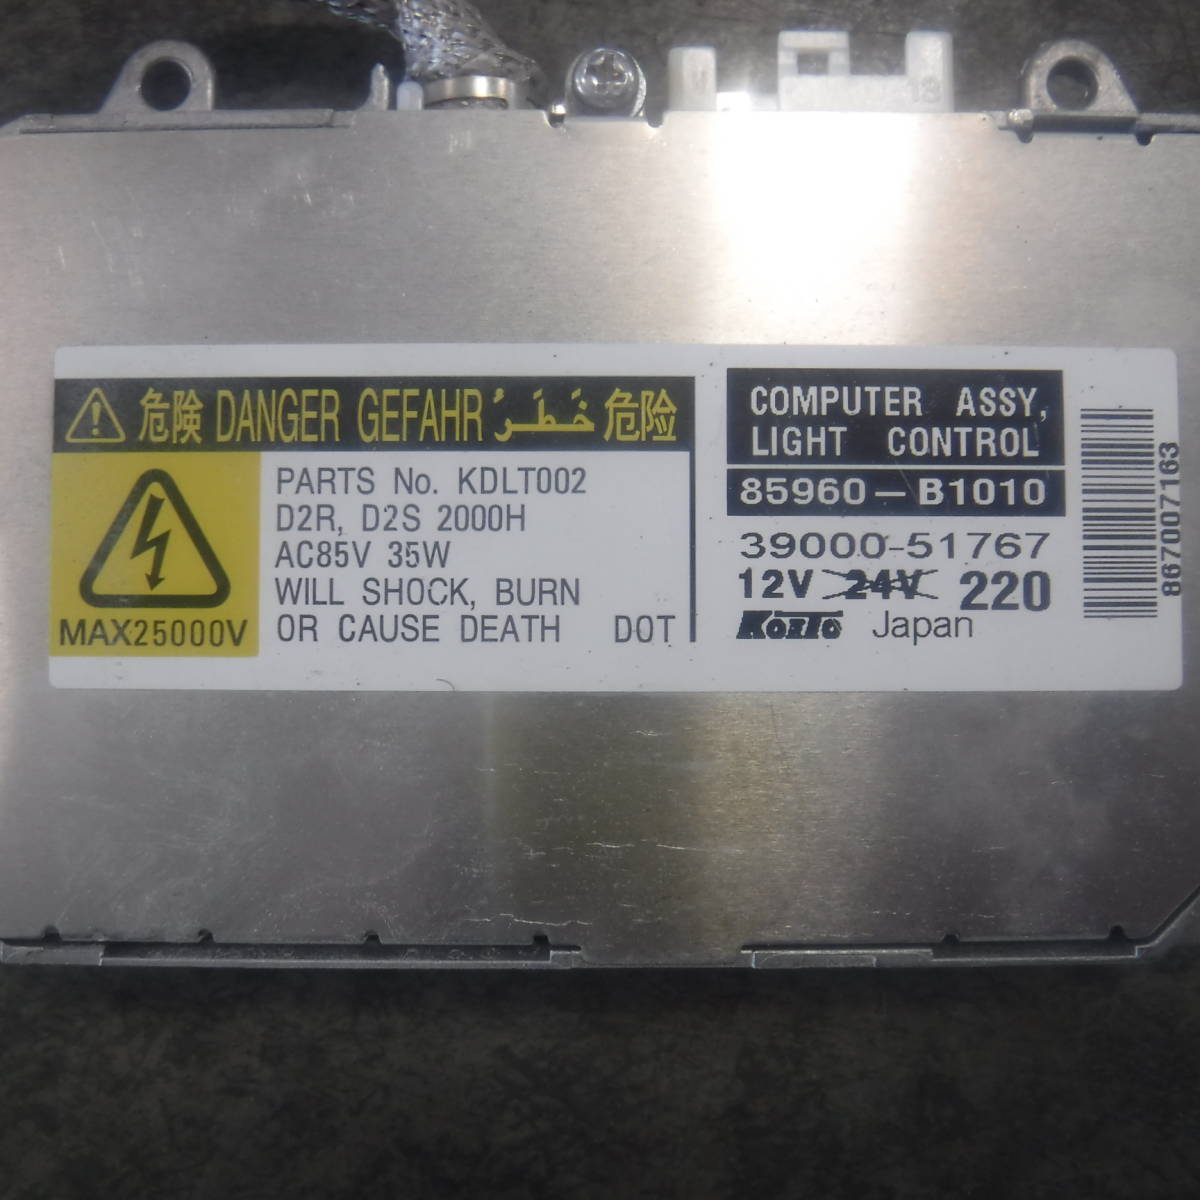 危険 DANGER GEFAHR خَطَرٌ 危险
PARTS No. KDLT002
D2R, D2S 2000H
AC85V 35W
WILL SHOCK, BURN
OR CAUSE DEATH DOT
MAX25000V
COMPUTER ASSY,
LIGHT CONTROL
85960-B1010
39000-51767
12V 24V 220
KOITO Japan
867007163
13